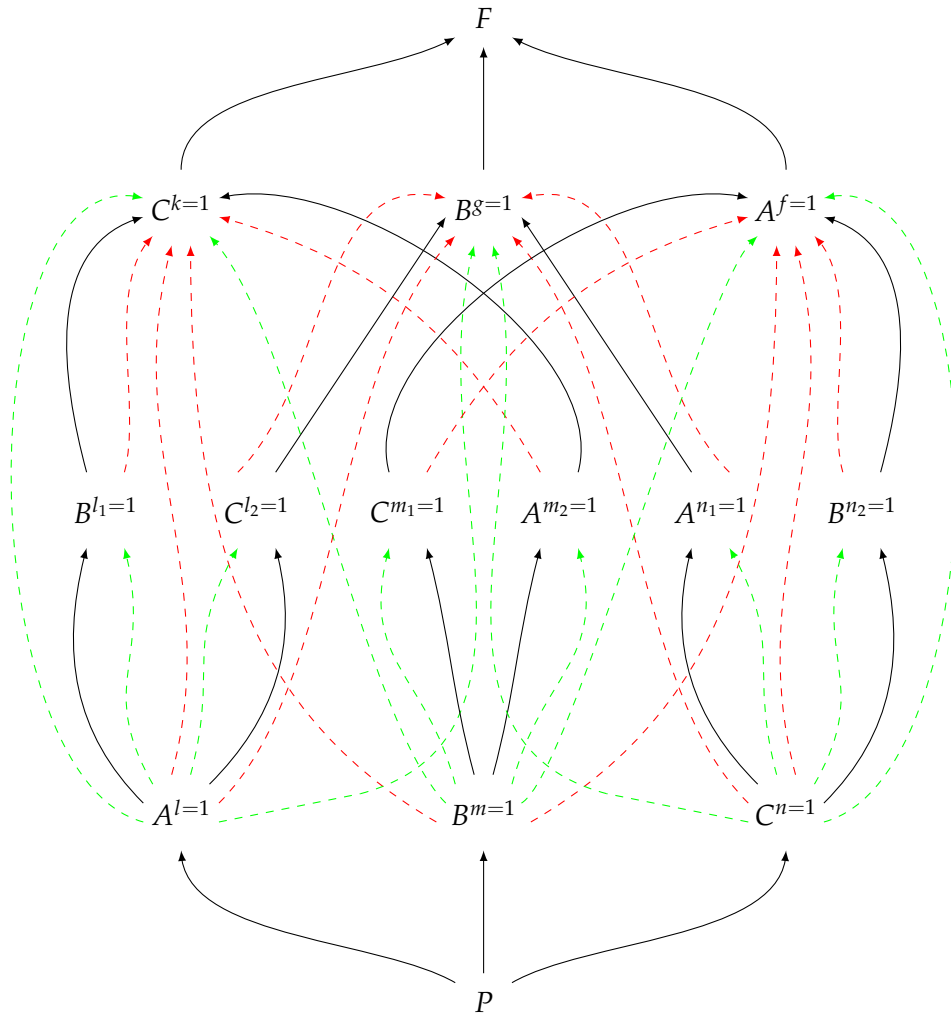 F
C^{k=1} B^{g=1} A^{f=1}
B^{l_1=1} C^{l_2=1} C^{m_1=1} A^{m_2=1} A^{n_1=1} B^{n_2=1}
A^{l=1} B^{m=1} C^{n=1}
P